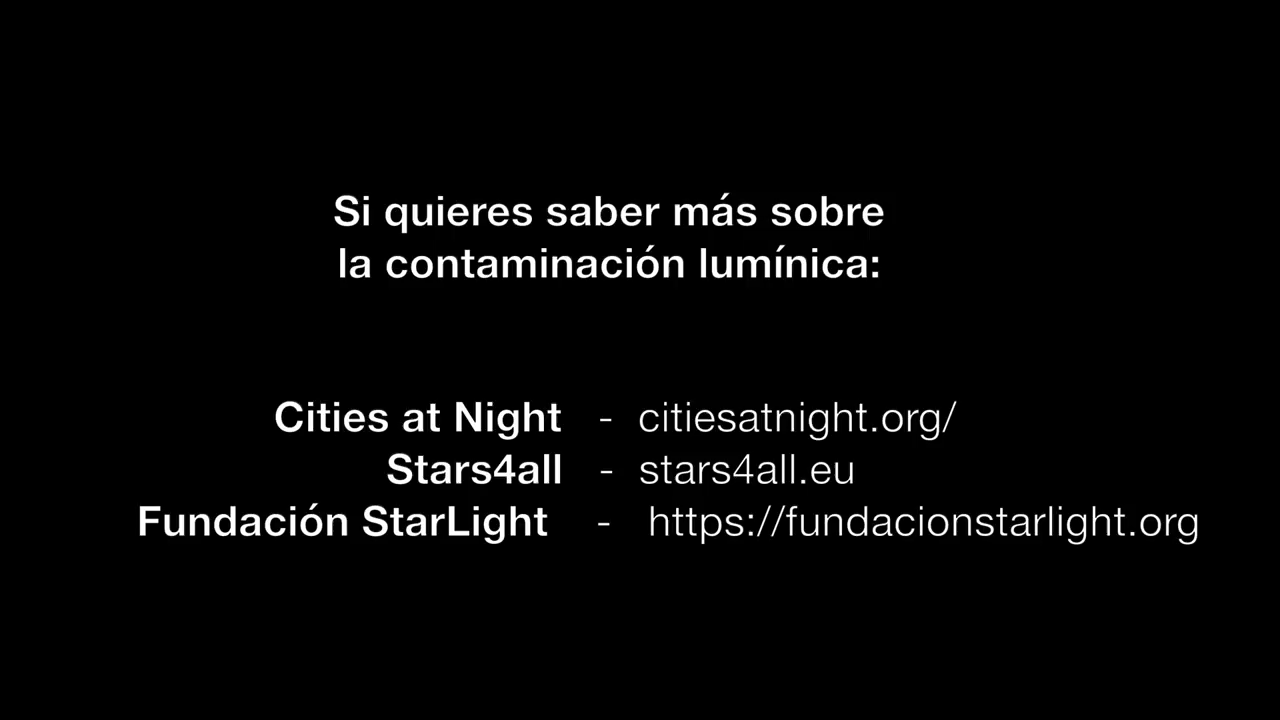 Si quieres saber más sobre
la contaminación lumínica:
Cities at Night - citiesatnight.org/
Stars4all - stars4all.eu
Fundación StarLight - https://fundacionstarlight.org